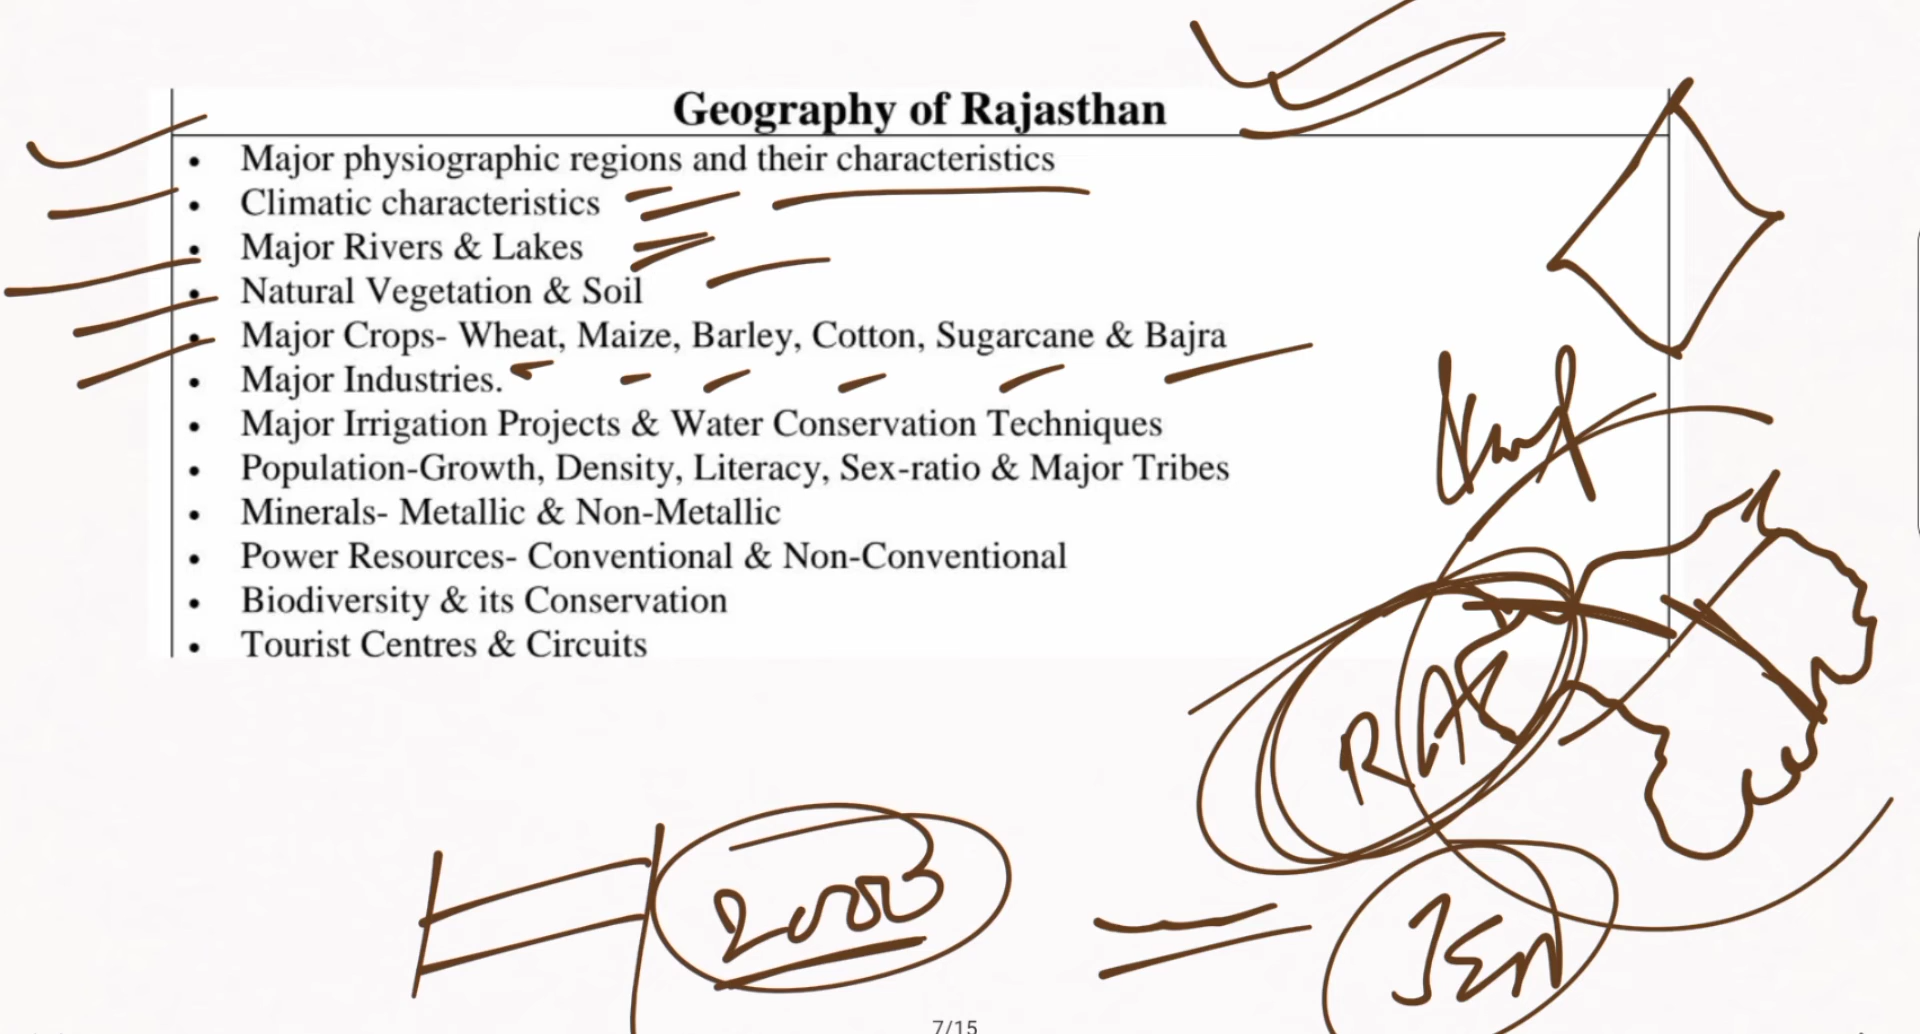 Geography of Rajasthan
• Major physiographic regions and their characteristics
• Climatic characteristics
• Major Rivers & Lakes
• Natural Vegetation & Soil
• Major Crops- Wheat, Maize, Barley, Cotton, Sugarcane & Bajra
• Major Industries.
• Major Irrigation Projects & Water Conservation Techniques
• Population-Growth, Density, Literacy, Sex-ratio & Major Tribes
• Minerals- Metallic & Non-Metallic
• Power Resources- Conventional & Non-Conventional
• Biodiversity & its Conservation
• Tourist Centres & Circuits
JEN
7/15